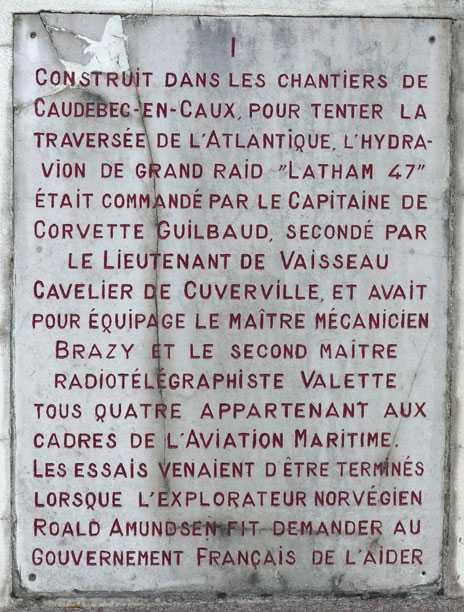 I
CONSTRUIT DANS LES CHANTIERS DE
CAUDEBEC-EN-CAUX, POUR TENTER LA
TRAVERSÉE DE L'ATLANTIQUE, L'HYDRA-
VION DE GRAND RAID "LATHAM 47"
ÉTAIT COMMANDÉ PAR LE CAPITAINE DE
CORVETTE GUILBAUD, SECONDÉ PAR
LE LIEUTENANT DE VAISSEAU
CAVELIER DE CUVERVILLE, ET AVAIT
POUR ÉQUIPAGE LE MAÎTRE MÉCANICIEN
BRAZY ET LE SECOND MAÎTRE
RADIOTÉLÉGRAPHISTE VALETTE
TOUS QUATRE APPARTENANT AUX
CADRES DE L'AVIATION MARITIME.
LES ESSAIS VENAIENT D'ÊTRE TERMINÉS
LORSQUE L'EXPLORATEUR NORVÉGIEN
ROALD AMUNDSEN FIT DEMANDER AU
GOUVERNEMENT FRANÇAIS DE L'AIDER